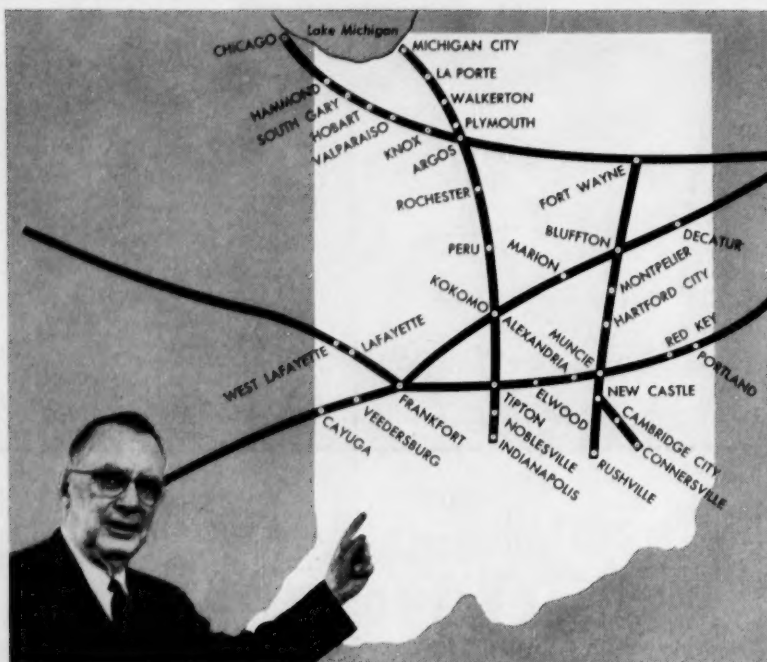 Lake Michigan
CHICAGO
MICHIGAN CITY
LA PORTE
WALKERTON
PLYMOUTH
HAMMOND
SOUTH GARY
HOBART
VALPARAISO
KNOX
ARGOS
FORT WAYNE
ROCHESTER
BLUFFTON
DECATUR
PERU
MARION
MONTPELIER
HARTFORD CITY
KOKOMO
ALEXANDRIA
MUNCIE
RED KEY
PORTLAND
WEST LAFAYETTE
LAFAYETTE
FRANKFORT
TIPTON
ELWOOD
NEW CASTLE
CAYUGA
VEEDERSBURG
NOBLESVILLE
INDIANAPOLIS
CAMBRIDGE CITY
CONNERSVILLE
RUSHVILLE